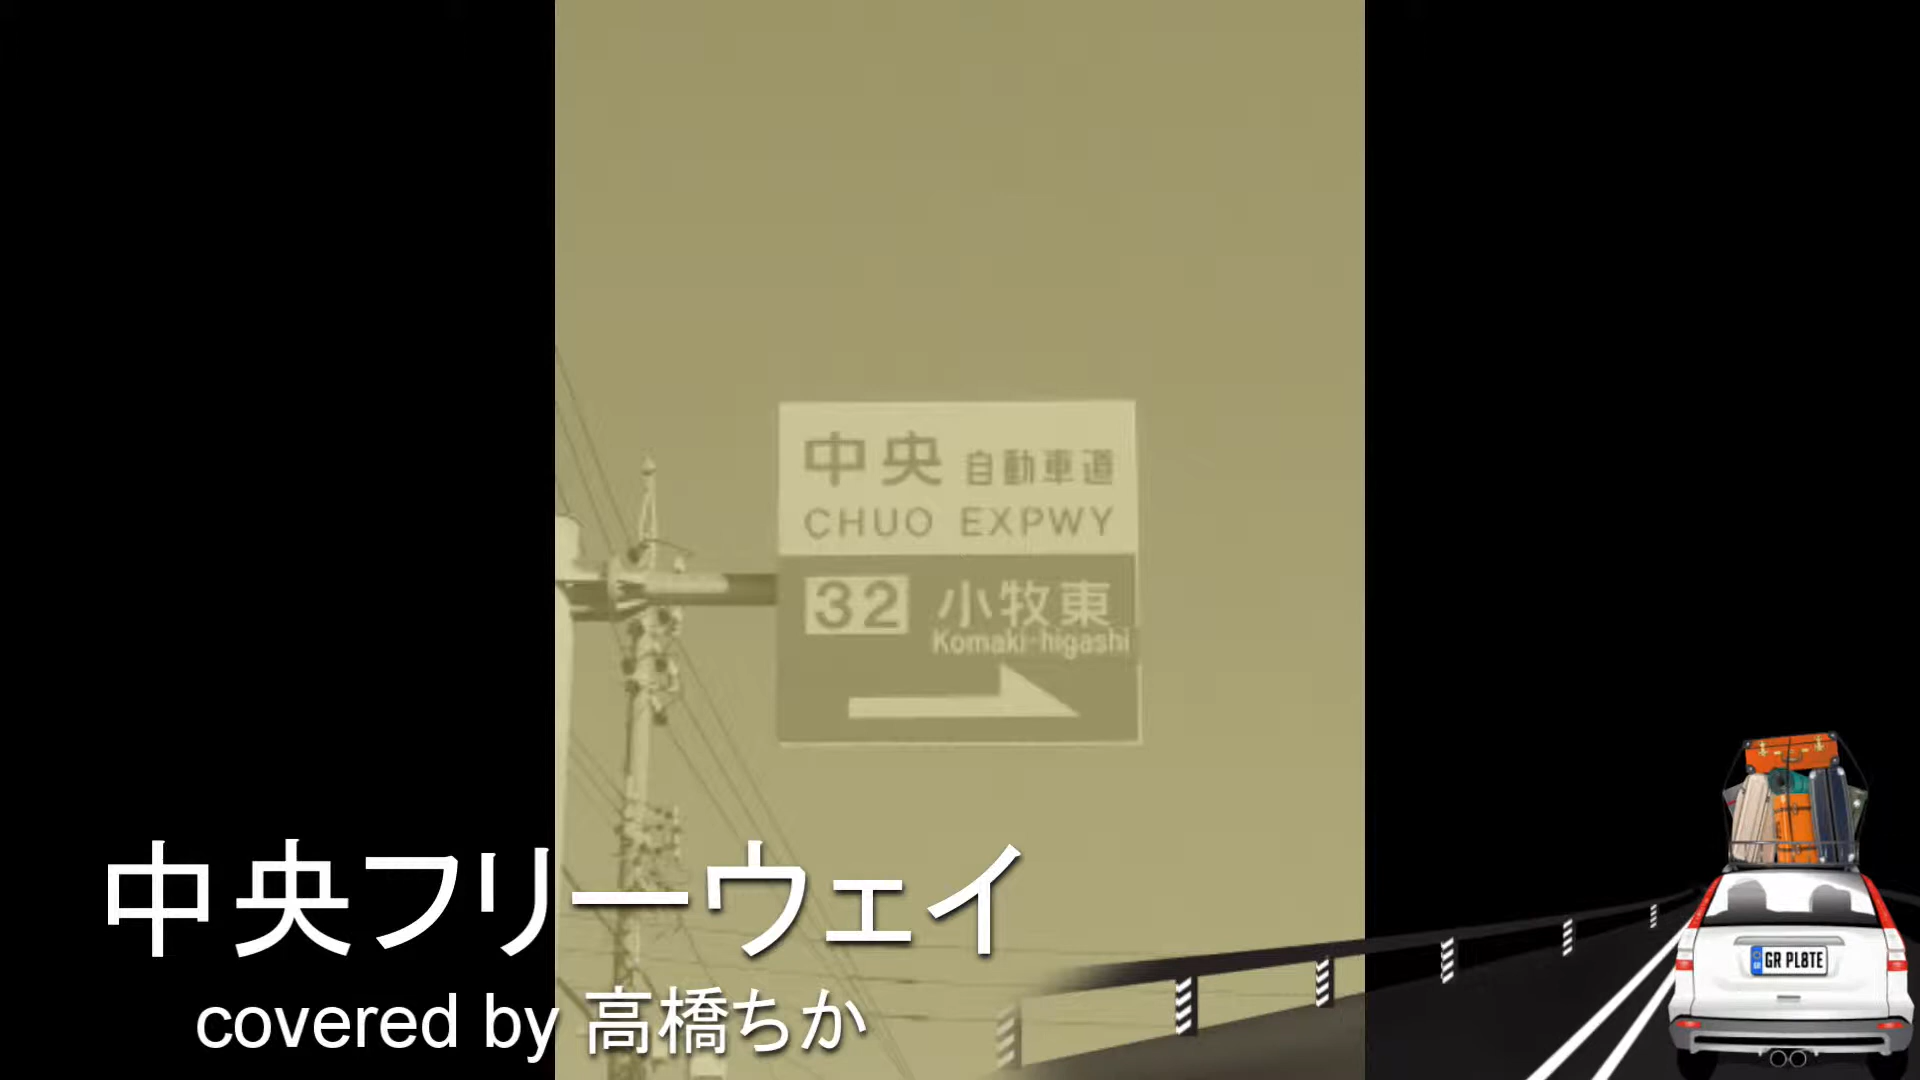 中央 自動車道
CHUO EXPWY
32 小牧東
Komaki-higashi
中央フリーウェイ
covered by 高橋ちか
GR PL8TE